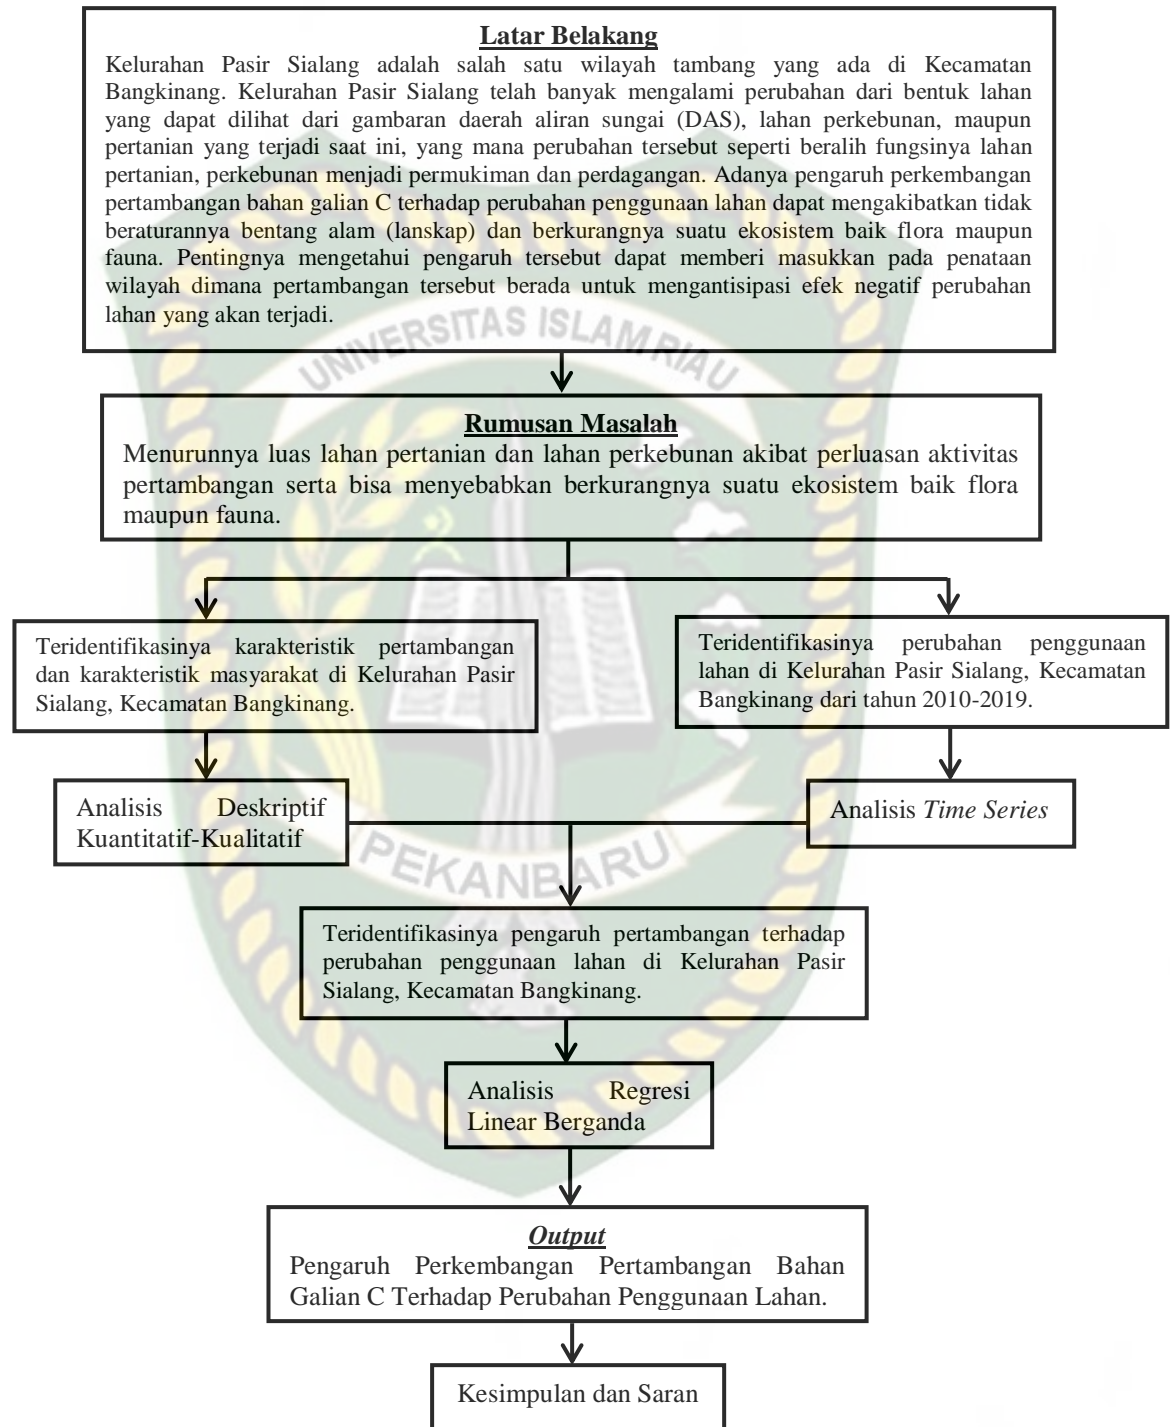 Latar Belakang
Kelurahan Pasir Sialang adalah salah satu wilayah tambang yang ada di Kecamatan
Bangkinang. Kelurahan Pasir Sialang telah banyak mengalami perubahan dari bentuk lahan
yang dapat dilihat dari gambaran daerah aliran sungai (DAS), lahan perkebunan, maupun
pertanian yang terjadi saat ini, yang mana perubahan tersebut seperti beralih fungsinya lahan
pertanian, perkebunan menjadi permukiman dan perdagangan. Adanya pengaruh perkembangan
pertambangan bahan galian C terhadap perubahan penggunaan lahan dapat mengakibatkan tidak
beraturannya bentang alam (lanskap) dan berkurangnya suatu ekosistem baik flora maupun
fauna. Pentingnya mengetahui pengaruh tersebut dapat memberi masukkan pada penataan
wilayah dimana pertambangan tersebut berada untuk mengantisipasi efek negatif perubahan
lahan yang akan terjadi.
UNIVERSITAS ISLAM RIAU
Rumusan Masalah
Menurunnya luas lahan pertanian dan lahan perkebunan akibat perluasan aktivitas
pertambangan serta bisa menyebabkan berkurangnya suatu ekosistem baik flora
maupun fauna.
Teridentifikasinya karakteristik pertambangan
dan karakteristik masyarakat di Kelurahan Pasir
Sialang, Kecamatan Bangkinang.
Teridentifikasinya perubahan penggunaan
lahan di Kelurahan Pasir Sialang, Kecamatan
Bangkinang dari tahun 2010-2019.
Analisis Deskriptif
Kuantitatif-Kualitatif
Analisis Time Series
PEKANBARU
Teridentifikasinya pengaruh pertambangan terhadap
perubahan penggunaan lahan di Kelurahan Pasir
Sialang, Kecamatan Bangkinang.
Analisis Regresi
Linear Berganda
Output
Pengaruh Perkembangan Pertambangan Bahan
Galian C Terhadap Perubahan Penggunaan Lahan.
Kesimpulan dan Saran